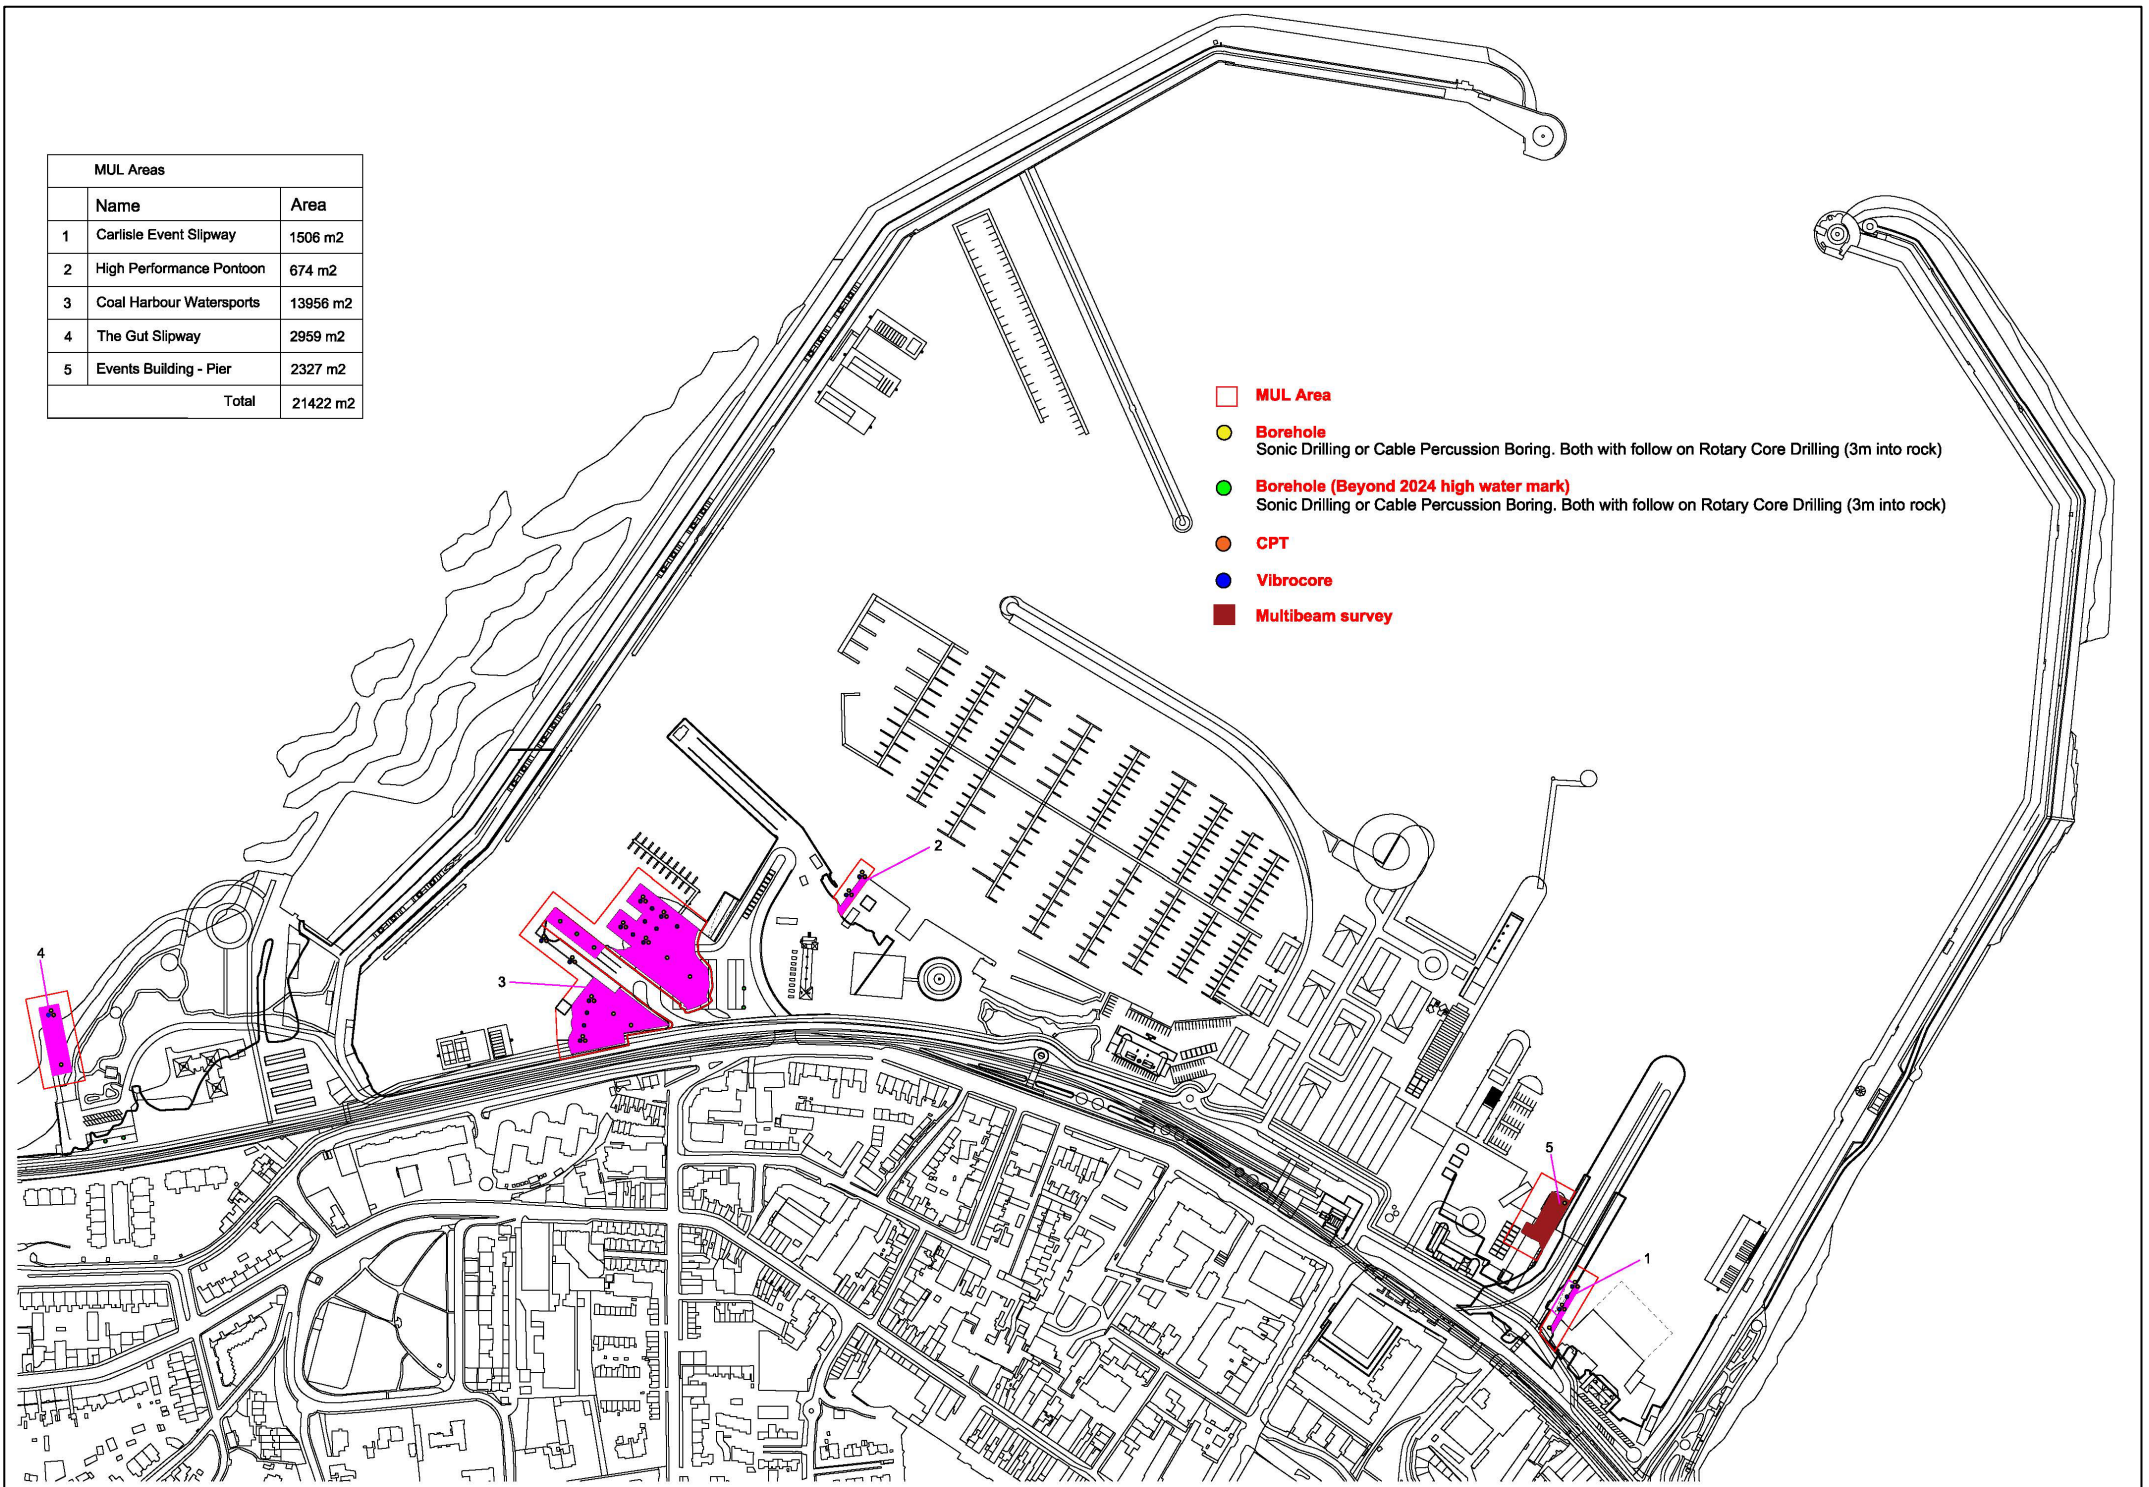 MUL Areas
Name Area
1 Carlisle Event Slipway 1506 m2
2 High Performance Pontoon 674 m2
3 Coal Harbour Watersports 13956 m2
4 The Gut Slipway 2959 m2
5 Events Building - Pier 2327 m2
Total 21422 m2
MUL Area
Borehole
Sonic Drilling or Cable Percussion Boring. Both with follow on Rotary Core Drilling (3m into rock)
Borehole (Beyond 2024 high water mark)
Sonic Drilling or Cable Percussion Boring. Both with follow on Rotary Core Drilling (3m into rock)
CPT
Vibrocore
Multibeam survey
2
4
3
5
1